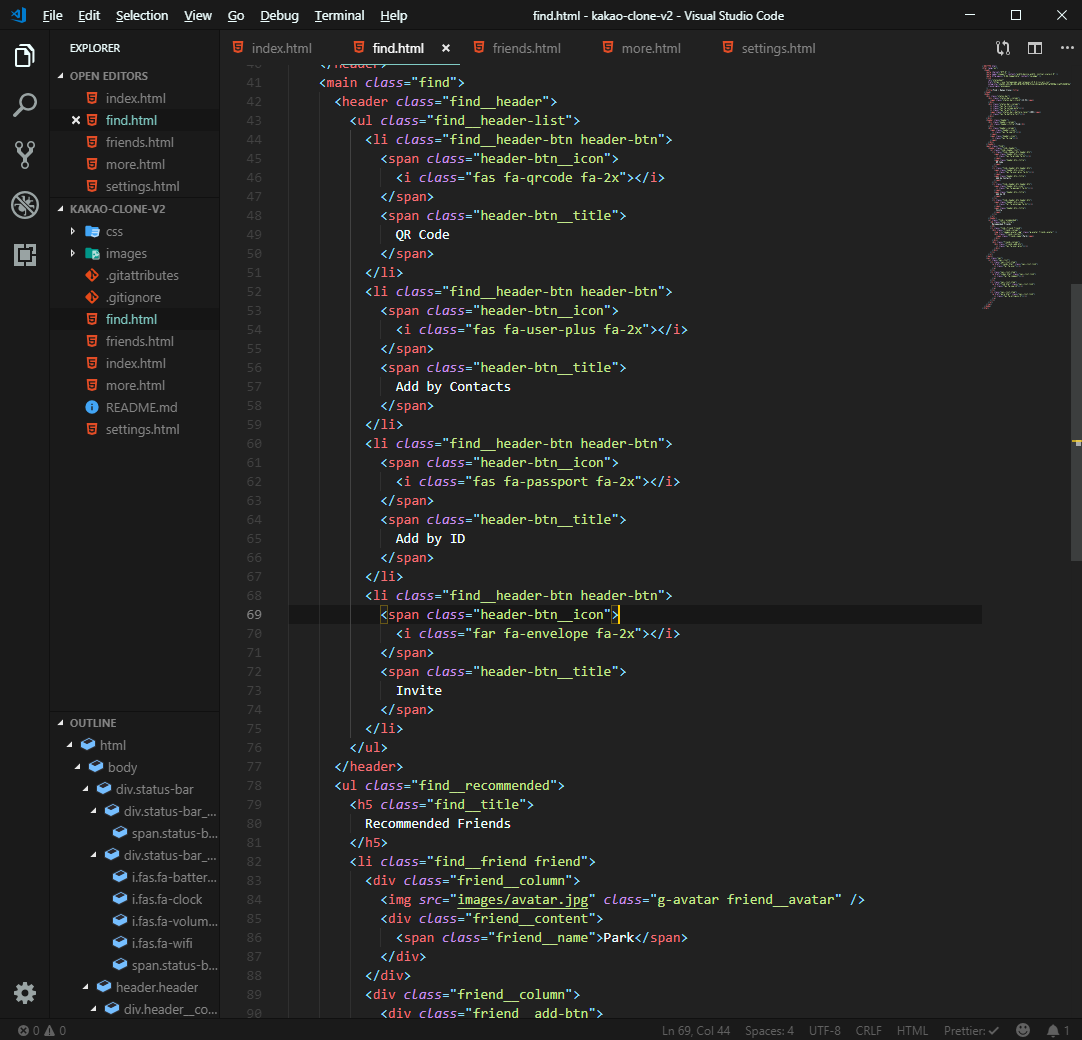 File Edit Selection View Go Debug Terminal Help find.html - kakao-clone-v2 - Visual Studio Code
EXPLORER
OPEN EDITORS
index.html
find.html
friends.html
more.html
settings.html
KAKAO-CLONE-V2
css
images
.gitattributes
.gitignore
find.html
friends.html
index.html
more.html
README.md
settings.html
OUTLINE
html
body
div.status-bar
div.status-bar_...
span.status-b...
div.status-bar_...
i.fas.fa-batter...
i.fas.fa-clock
i.fas.fa-volum...
i.fas.fa-wifi
span.status-b...
header.header
div.header__co...
index.html find.html friends.html more.html settings.html
40 </header>
41 <main class="find">
42 <header class="find__header">
43 <ul class="find__header-list">
44 <li class="find__header-btn header-btn">
45 <span class="header-btn__icon">
46 <i class="fas fa-qrcode fa-2x"></i>
47 </span>
48 <span class="header-btn__title">
49 QR Code
50 </span>
51 </li>
52 <li class="find__header-btn header-btn">
53 <span class="header-btn__icon">
54 <i class="fas fa-user-plus fa-2x"></i>
55 </span>
56 <span class="header-btn__title">
57 Add by Contacts
58 </span>
59 </li>
60 <li class="find__header-btn header-btn">
61 <span class="header-btn__icon">
62 <i class="fas fa-passport fa-2x"></i>
63 </span>
64 <span class="header-btn__title">
65 Add by ID
66 </span>
67 </li>
68 <li class="find__header-btn header-btn">
69 <span class="header-btn__icon">
70 <i class="far fa-envelope fa-2x"></i>
71 </span>
72 <span class="header-btn__title">
73 Invite
74 </span>
75 </li>
76 </ul>
77 </header>
78 <ul class="find__recommended">
79 <h5 class="find__title">
80 Recommended Friends
81 </h5>
82 <li class="find__friend friend">
83 <div class="friend__column">
84 <img src="images/avatar.jpg" class="g-avatar friend__avatar" />
85 <div class="friend__content">
86 <span class="friend__name">Park</span>
87 </div>
88 </div>
89 <div class="friend__column">
90 <div class="friend__add-btn">
0 0 Ln 69, Col 44 Spaces: 4 UTF-8 CRLF HTML Prettier: ✓ 1